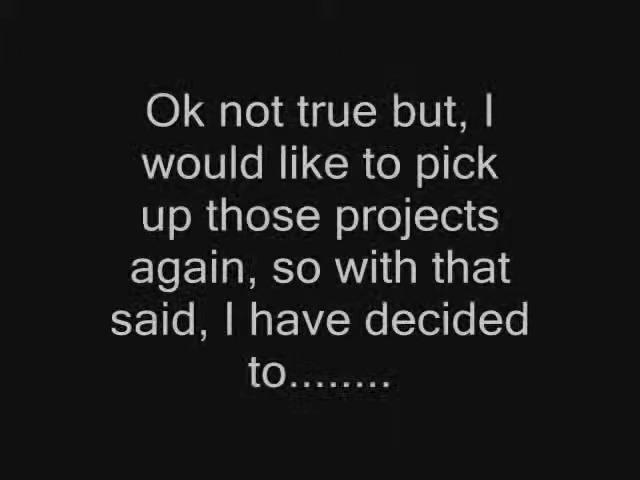 Ok not true but, I
would like to pick
up those projects
again, so with that
said, I have decided
to........